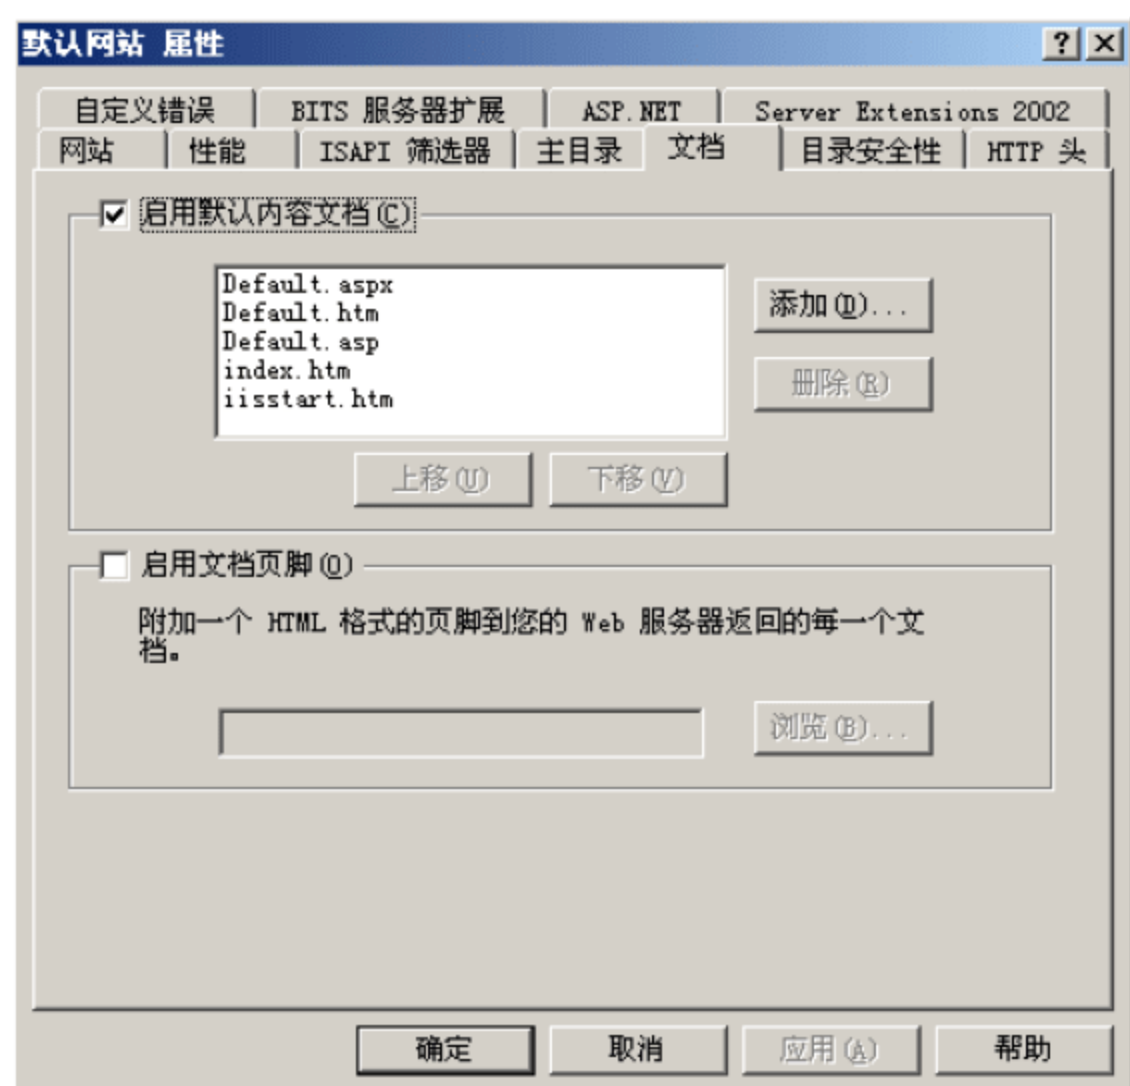 默认网站 属性
自定义错误 BITS 服务器扩展 ASP.NET Server Extensions 2002
网站 性能 ISAPI 筛选器 主目录 文档 目录安全性 HTTP 头
启用默认内容文档(C)
Default.aspx
Default.htm
Default.asp
index.htm
iisstart.htm
添加(D)...
删除(R)
上移(U) 下移(V)
启用文档页脚(O)
附加一个 HTML 格式的页脚到您的 Web 服务器返回的每一个文
档。
浏览(B)...
确定 取消 应用(A) 帮助